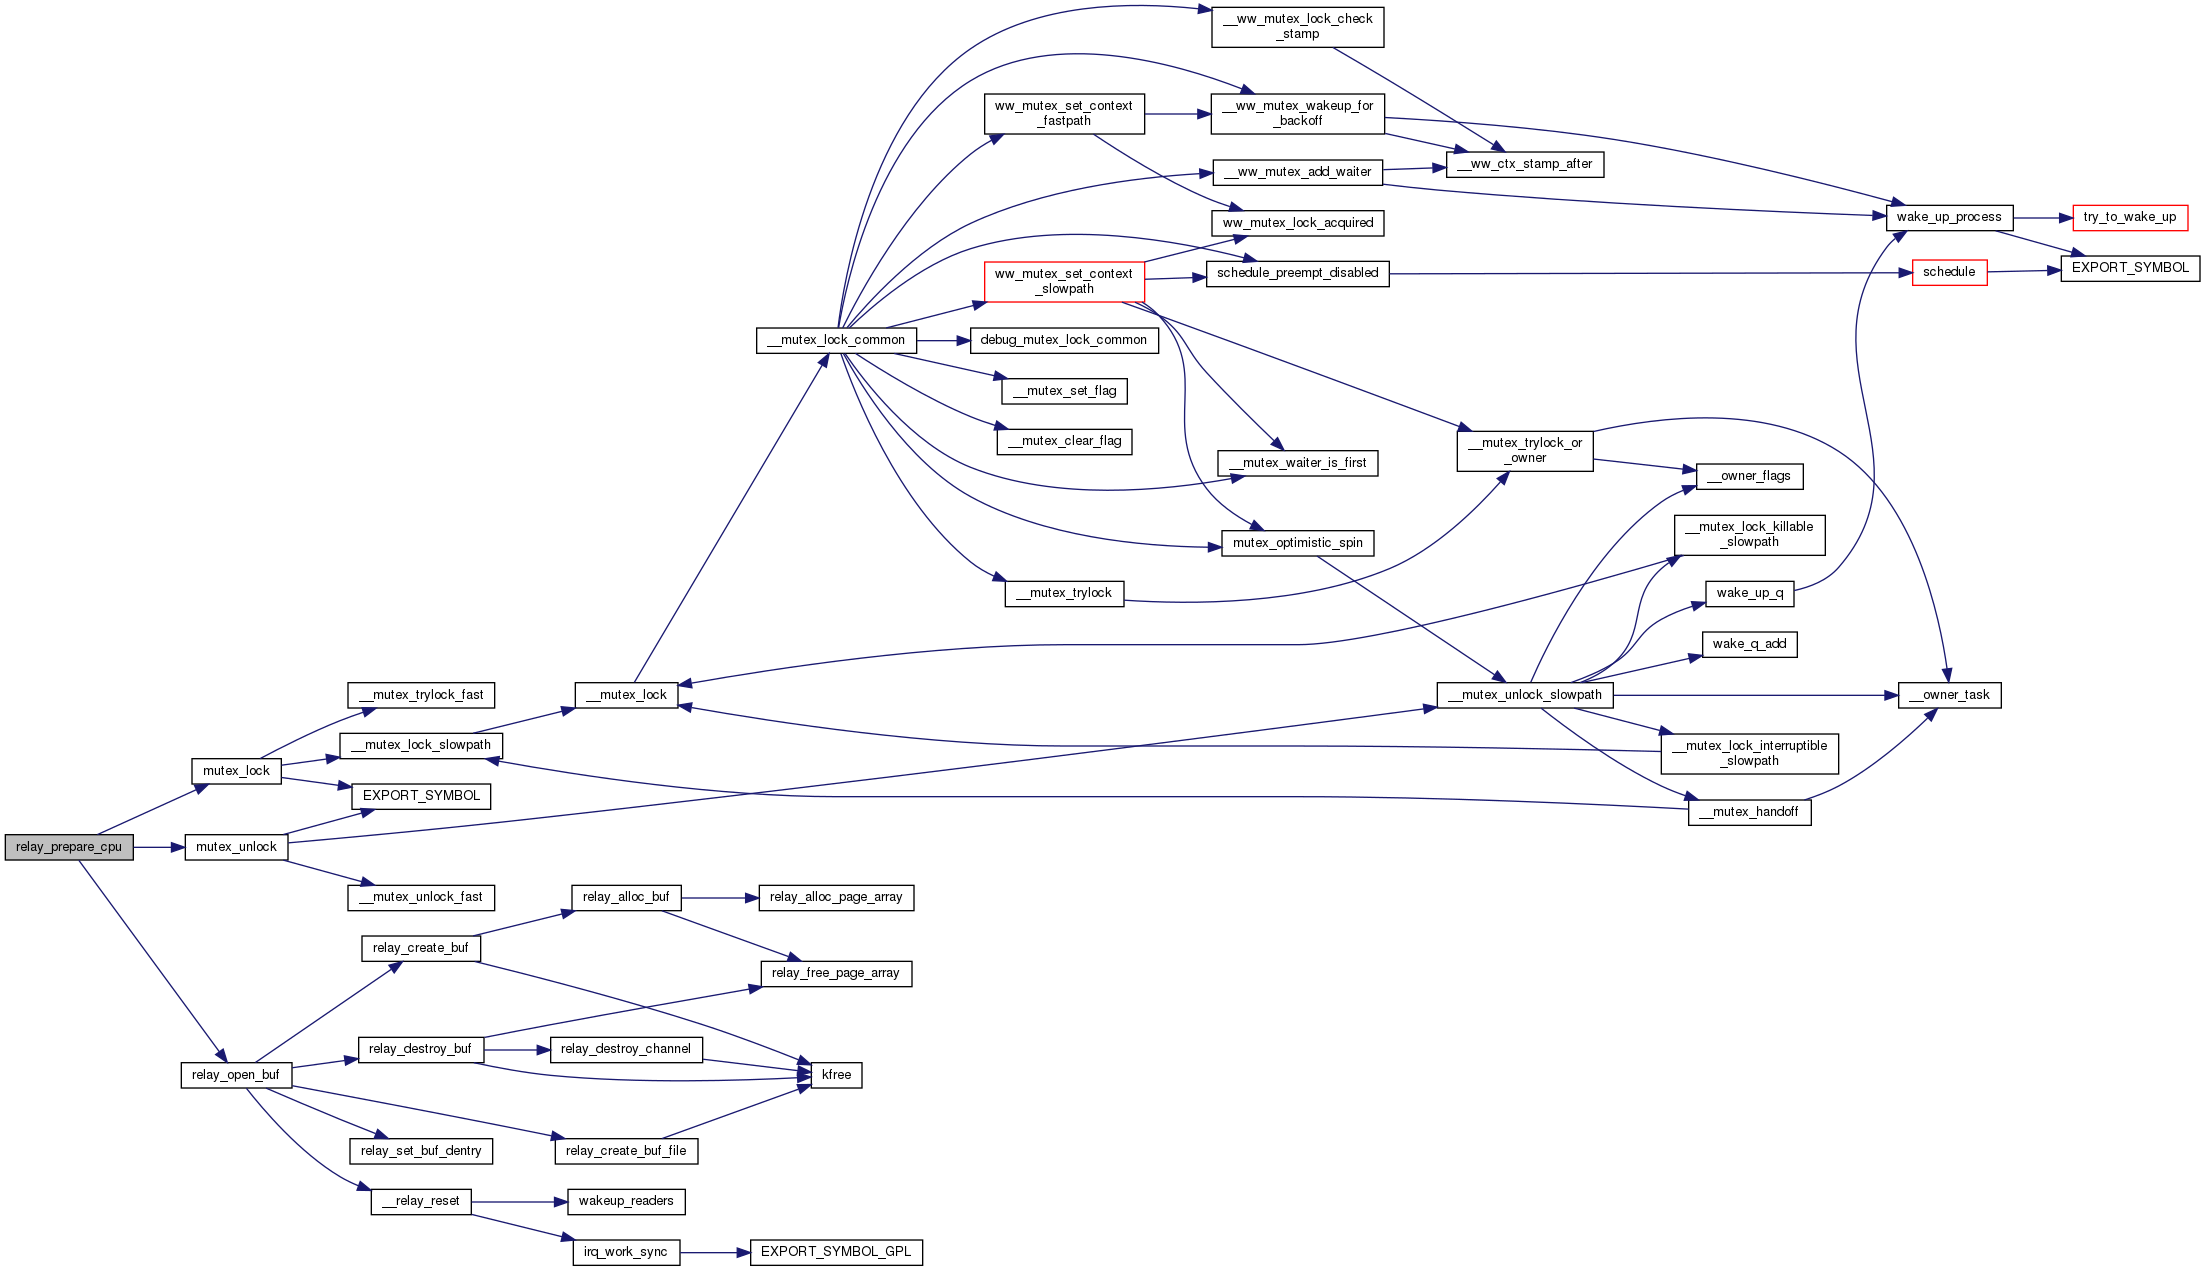 __ww_mutex_lock_check
_stamp
ww_mutex_set_context
_fastpath
__ww_mutex_wakeup_for
_backoff
__ww_mutex_add_waiter
__ww_ctx_stamp_after
ww_mutex_lock_acquired
wake_up_process
try_to_wake_up
ww_mutex_set_context
_slowpath
schedule_preempt_disabled
schedule
EXPORT_SYMBOL
__mutex_lock_common
debug_mutex_lock_common
__mutex_set_flag
__mutex_clear_flag
__mutex_waiter_is_first
__mutex_trylock_or
_owner
__owner_flags
mutex_optimistic_spin
__mutex_lock_killable
_slowpath
__mutex_trylock
wake_up_q
wake_q_add
__mutex_trylock_fast
__mutex_lock
__mutex_unlock_slowpath
__owner_task
__mutex_lock_slowpath
__mutex_lock_interruptible
_slowpath
mutex_lock
EXPORT_SYMBOL
__mutex_handoff
relay_prepare_cpu
mutex_unlock
__mutex_unlock_fast
relay_alloc_buf
relay_alloc_page_array
relay_create_buf
relay_free_page_array
relay_destroy_buf
relay_destroy_channel
relay_open_buf
kfree
relay_set_buf_dentry
relay_create_buf_file
__relay_reset
wakeup_readers
irq_work_sync
EXPORT_SYMBOL_GPL